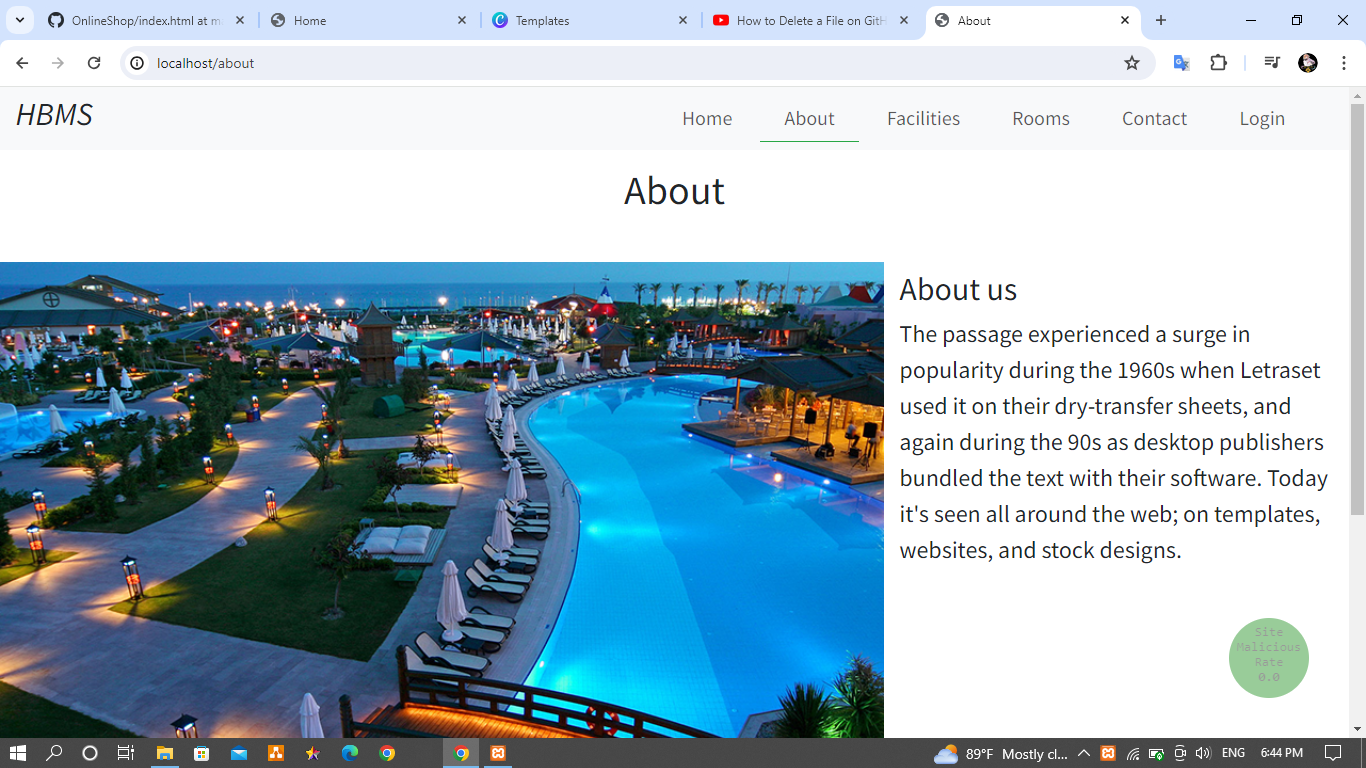 OnlineShop/index.html at ma
Home
Templates
How to Delete a File on GitH
About
localhost/about
HBMS
Home
About
Facilities
Rooms
Contact
Login
About
About us
The passage experienced a surge in
popularity during the 1960s when Letraset
used it on their dry-transfer sheets, and
again during the 90s as desktop publishers
bundled the text with their software. Today
it's seen all around the web; on templates,
websites, and stock designs.
Site
Malicious
Rate
0.0
89°F Mostly cl...
ENG
6:44 PM